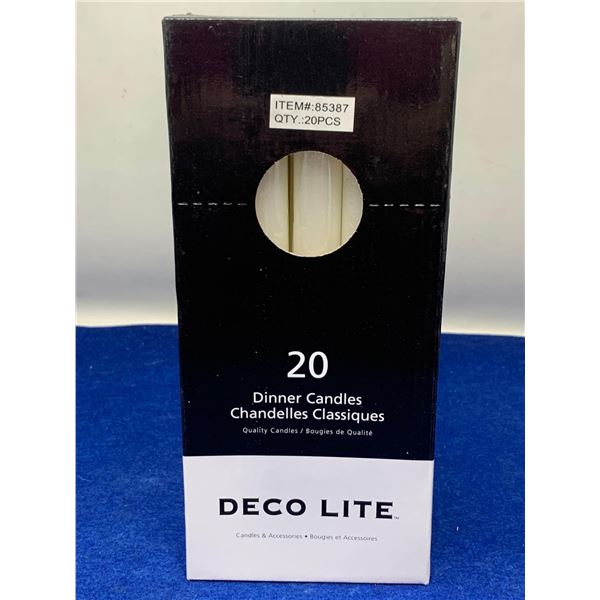 ITEM#:85387
QTY.:20PCS
20
Dinner Candles
Chandelles Classiques
Quality Candles / Bougies de Qualité
DECO LITE™
Candles & Accessories • Bougies et Accessoires